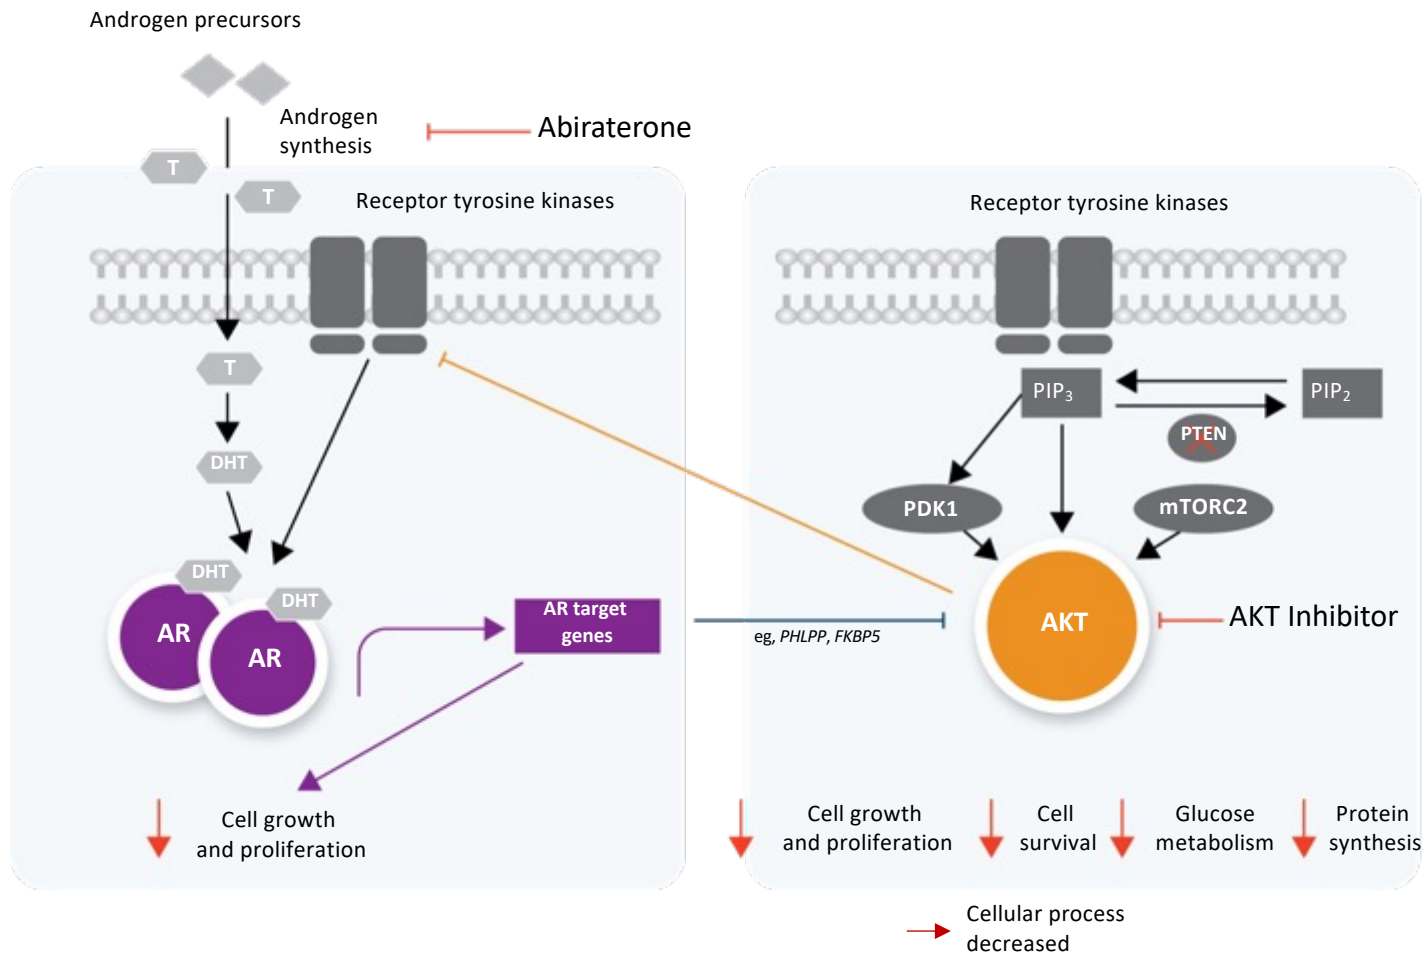 Androgen precursors
Androgen
synthesis
Abiraterone
T
T
Receptor tyrosine kinases
T
DHT
DHT
DHT
AR
AR
AR target
genes
Cell growth
and proliferation
eg, PHLPP, FKBP5
Receptor tyrosine kinases
PIP3
PIP2
PTEN
PDK1
mTORC2
AKT
AKT Inhibitor
Cell growth
and proliferation
Cell
survival
Glucose
metabolism
Protein
synthesis
Cellular process
decreased